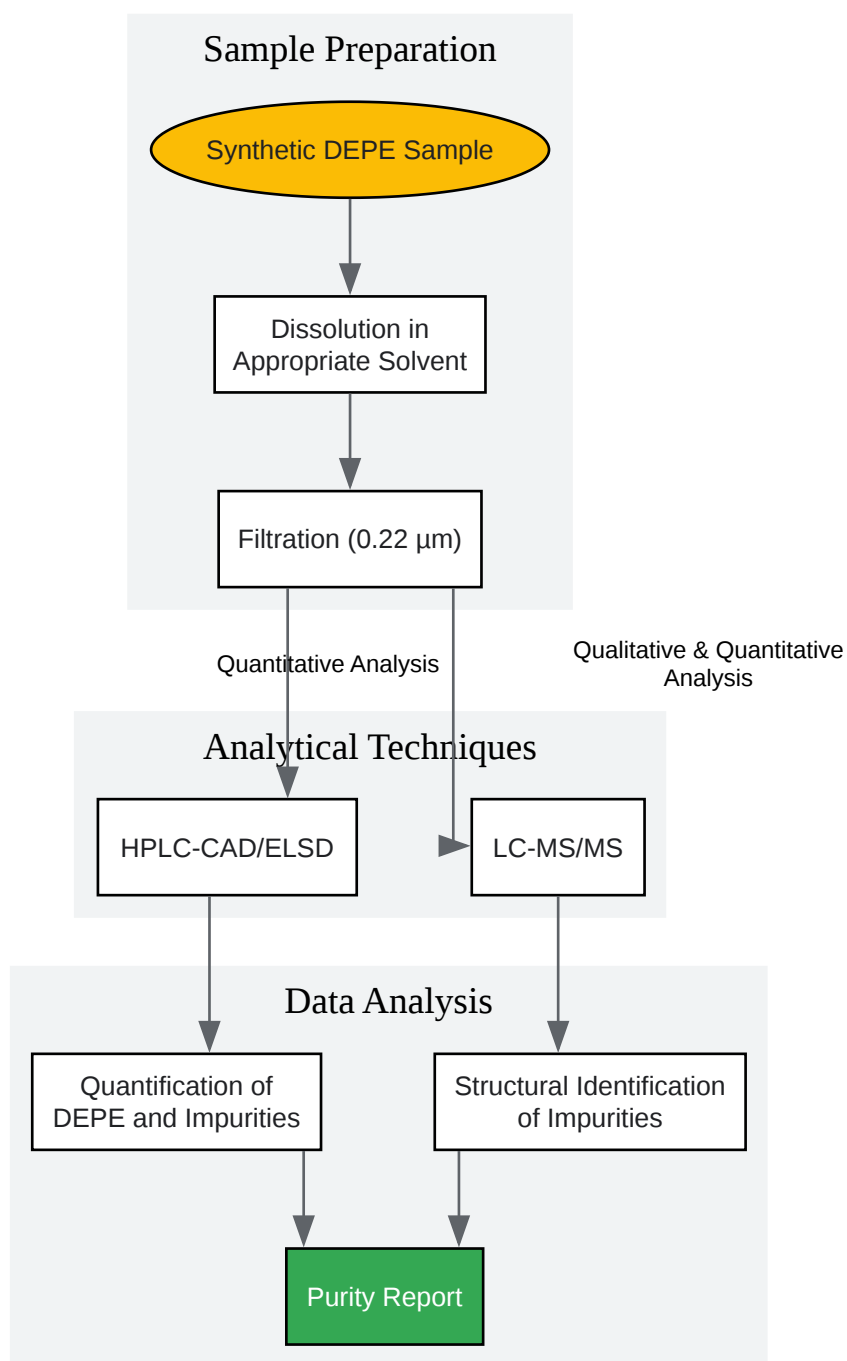 Sample Preparation
Synthetic DEPE Sample
Dissolution in
Appropriate Solvent
Filtration (0.22 µm)
Quantitative Analysis
Qualitative & Quantitative
Analysis
Analytical Techniques
HPLC-CAD/ELSD
LC-MS/MS
Data Analysis
Quantification of
DEPE and Impurities
Structural Identification
of Impurities
Purity Report